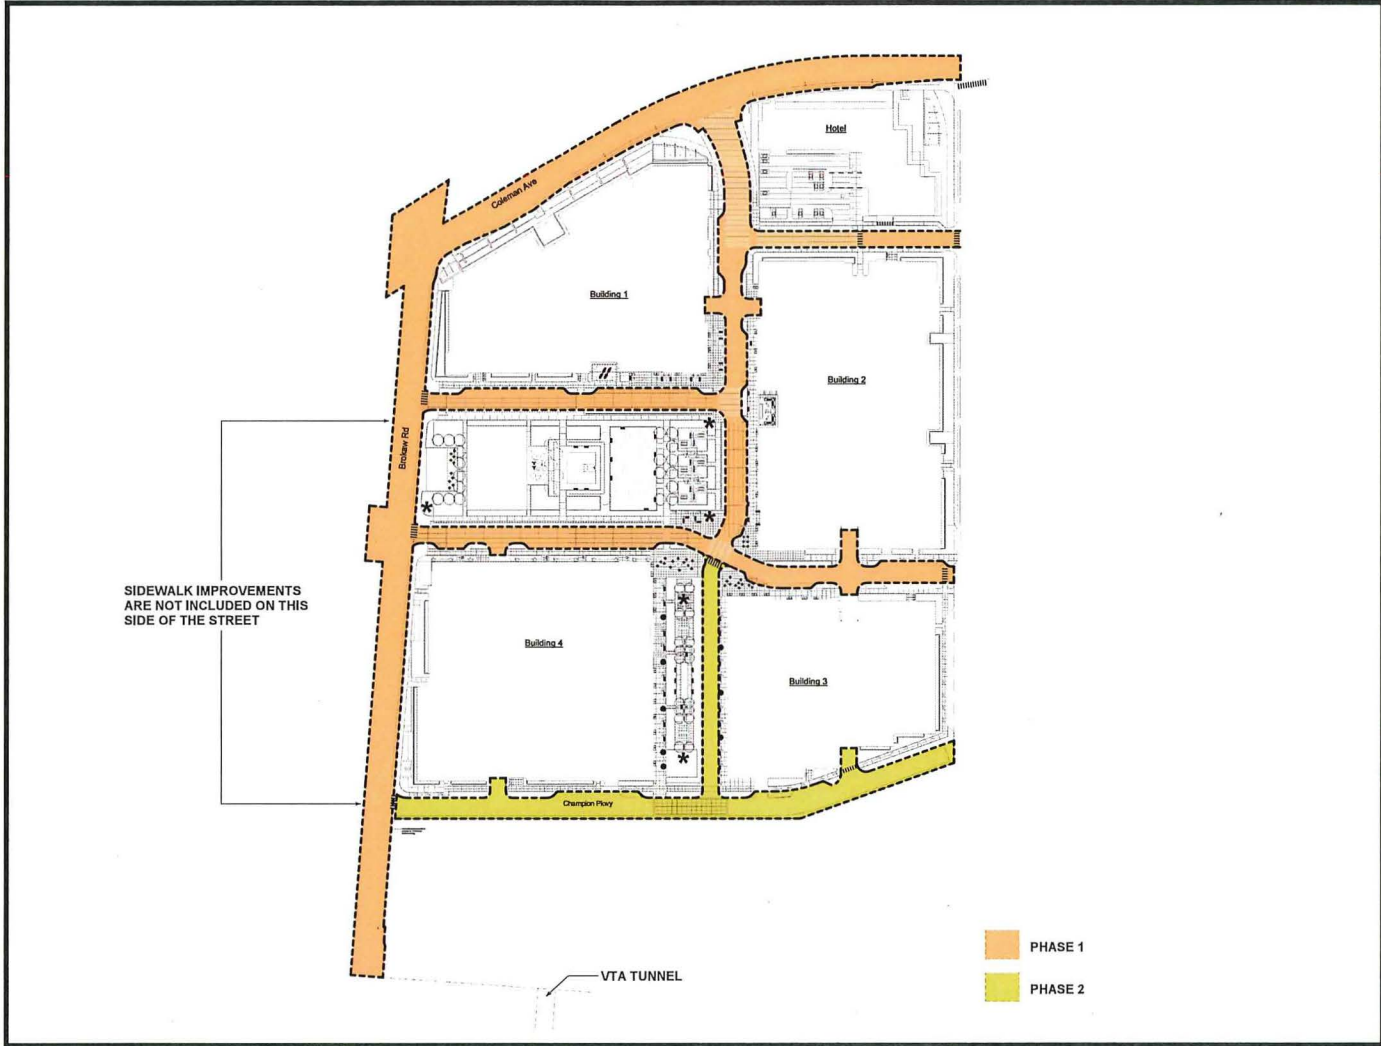 Hotel
Coleman Ave
Building 1
Building 2
Brokaw Rd
SIDEWALK IMPROVEMENTS
ARE NOT INCLUDED ON THIS
SIDE OF THE STREET
Building 4
Building 3
Champion Pkwy
PHASE 1
VTA TUNNEL
PHASE 2